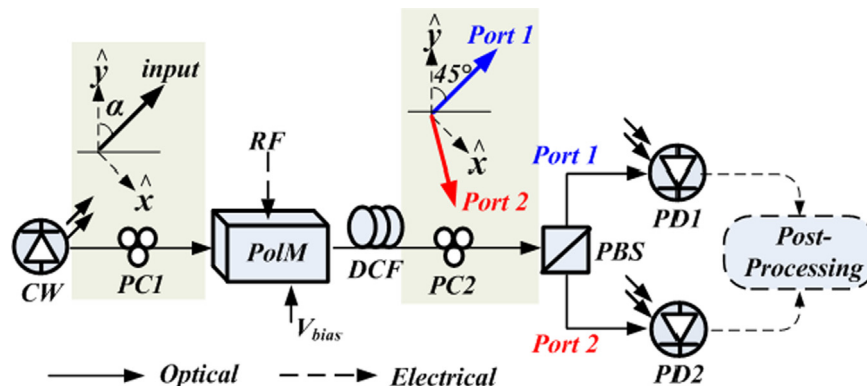 ŷ
input
α
x̂
RF
CW
PC1
PolM
V_bias
DCF
ŷ
45°
Port 1
x̂
Port 2
PC2
PBS
Port 1
Port 2
PD1
PD2
Post-
Processing
Optical
Electrical